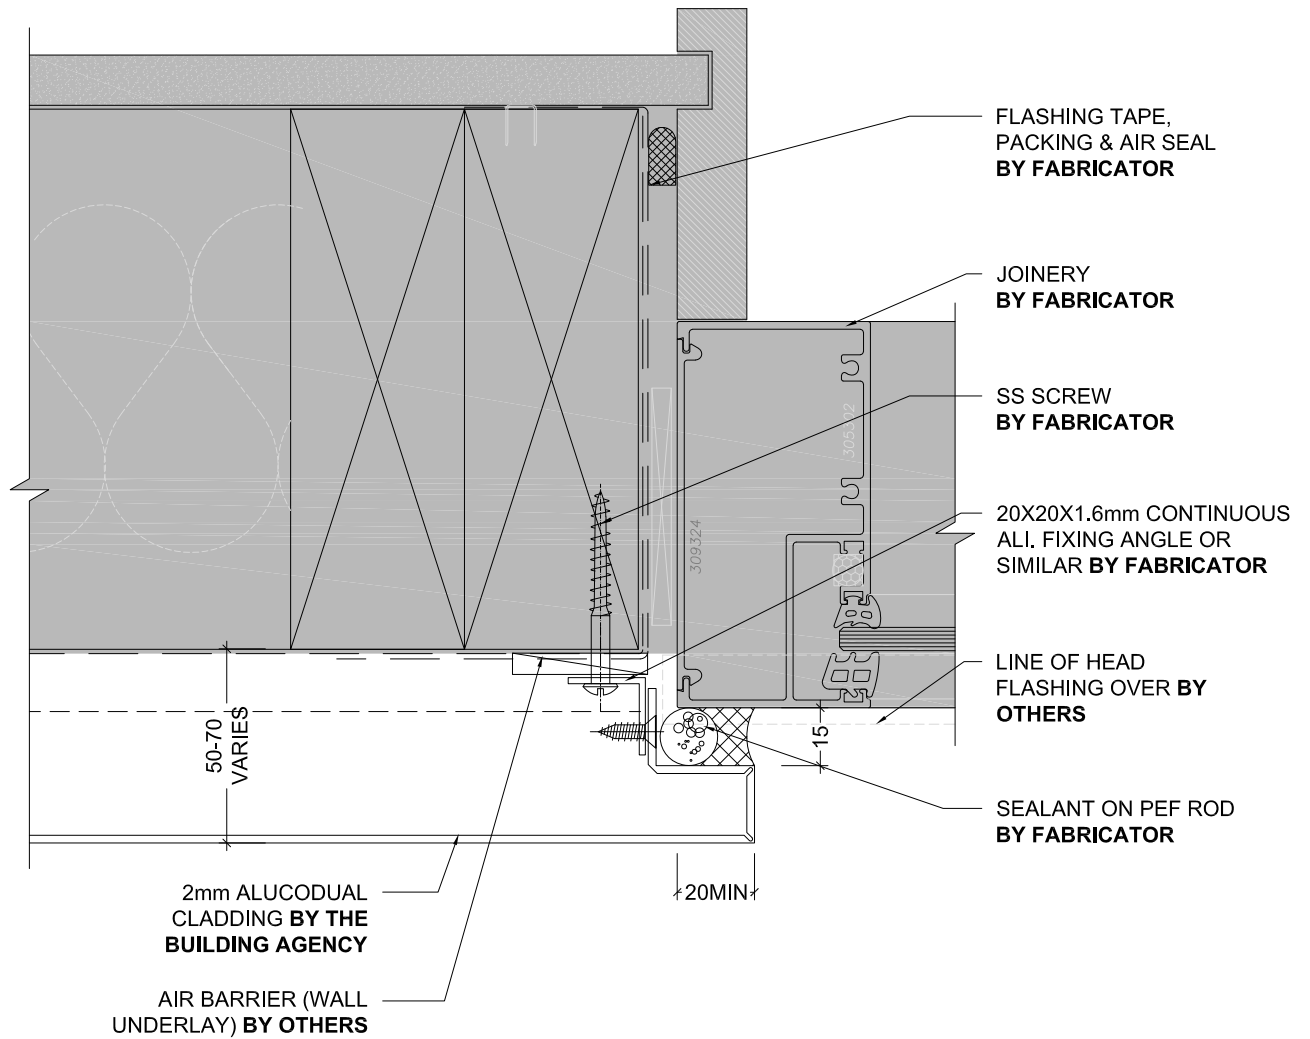 FLASHING TAPE,
PACKING & AIR SEAL
BY FABRICATOR
JOINERY
BY FABRICATOR
305302
SS SCREW
BY FABRICATOR
309324
20X20X1.6mm CONTINUOUS
ALI. FIXING ANGLE OR
SIMILAR BY FABRICATOR
LINE OF HEAD
FLASHING OVER BY
OTHERS
50-70
VARIES
15
SEALANT ON PEF ROD
BY FABRICATOR
20MIN
2mm ALUCODUAL
CLADDING BY THE
BUILDING AGENCY
AIR BARRIER (WALL
UNDERLAY) BY OTHERS